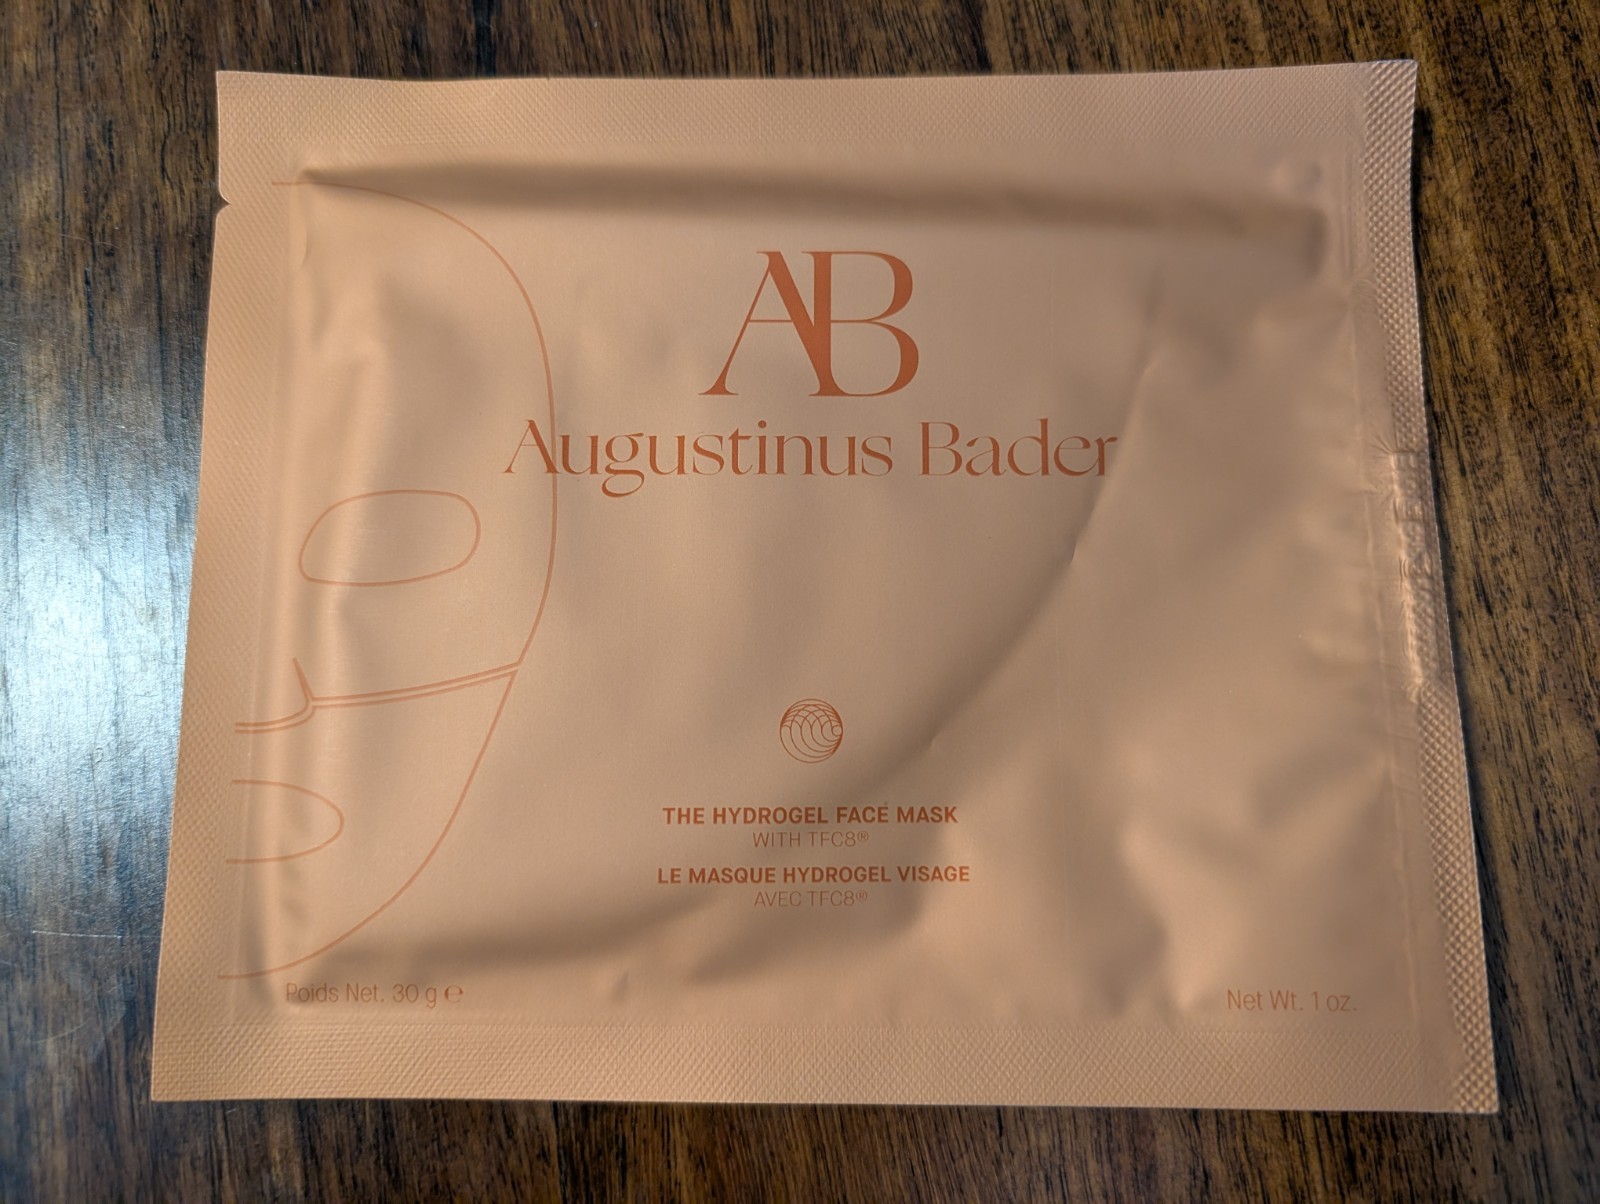 AB
Augustinus Bader
THE HYDROGEL FACE MASK
WITH TFC8®
LE MASQUE HYDROGEL VISAGE
AVEC TFC8®
Poids Net. 30 g ℮
Net Wt. 1 oz.